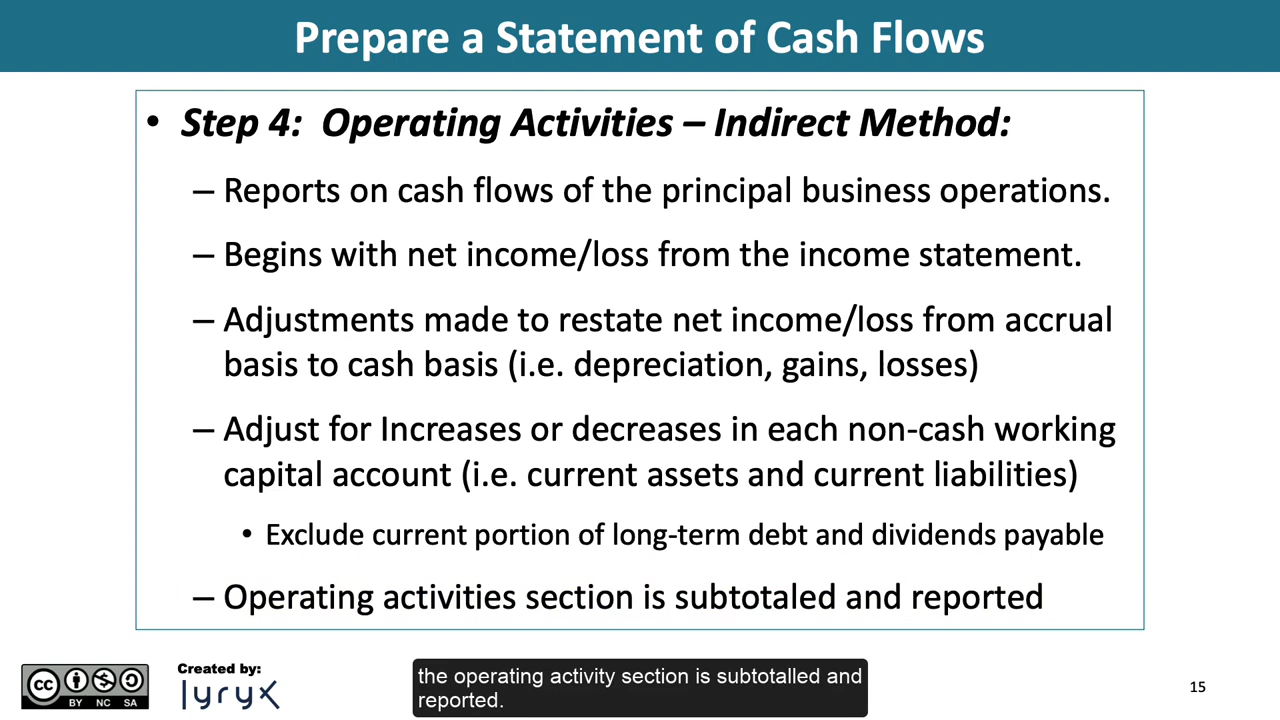 Prepare a Statement of Cash Flows
• Step 4: Operating Activities – Indirect Method:
– Reports on cash flows of the principal business operations.
– Begins with net income/loss from the income statement.
– Adjustments made to restate net income/loss from accrual
basis to cash basis (i.e. depreciation, gains, losses)
– Adjust for Increases or decreases in each non-cash working
capital account (i.e. current assets and current liabilities)
• Exclude current portion of long-term debt and dividends payable
– Operating activities section is subtotaled and reported
cc BY NC SA
Created by:
lyryx
the operating activity section is subtotalled and
reported.
15